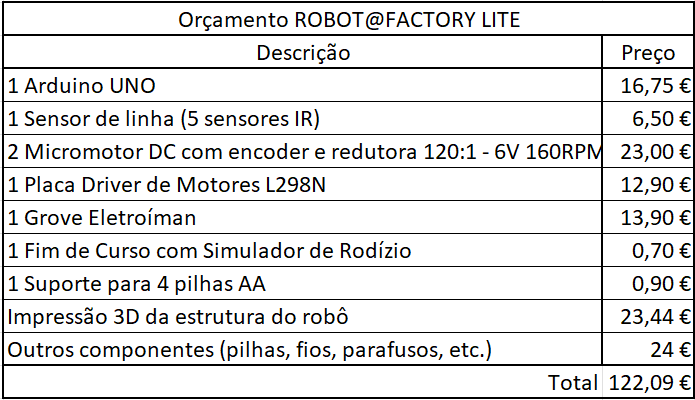 Orçamento ROBOT@FACTORY LITE
Descrição Preço
1 Arduino UNO 16,75 €
1 Sensor de linha (5 sensores IR) 6,50 €
2 Micromotor DC com encoder e redutora 120:1 - 6V 160RPM 23,00 €
1 Placa Driver de Motores L298N 12,90 €
1 Grove Eletroíman 13,90 €
1 Fim de Curso com Simulador de Rodízio 0,70 €
1 Suporte para 4 pilhas AA 0,90 €
Impressão 3D da estrutura do robô 23,44 €
Outros componentes (pilhas, fios, parafusos, etc.) 24 €
Total 122,09 €